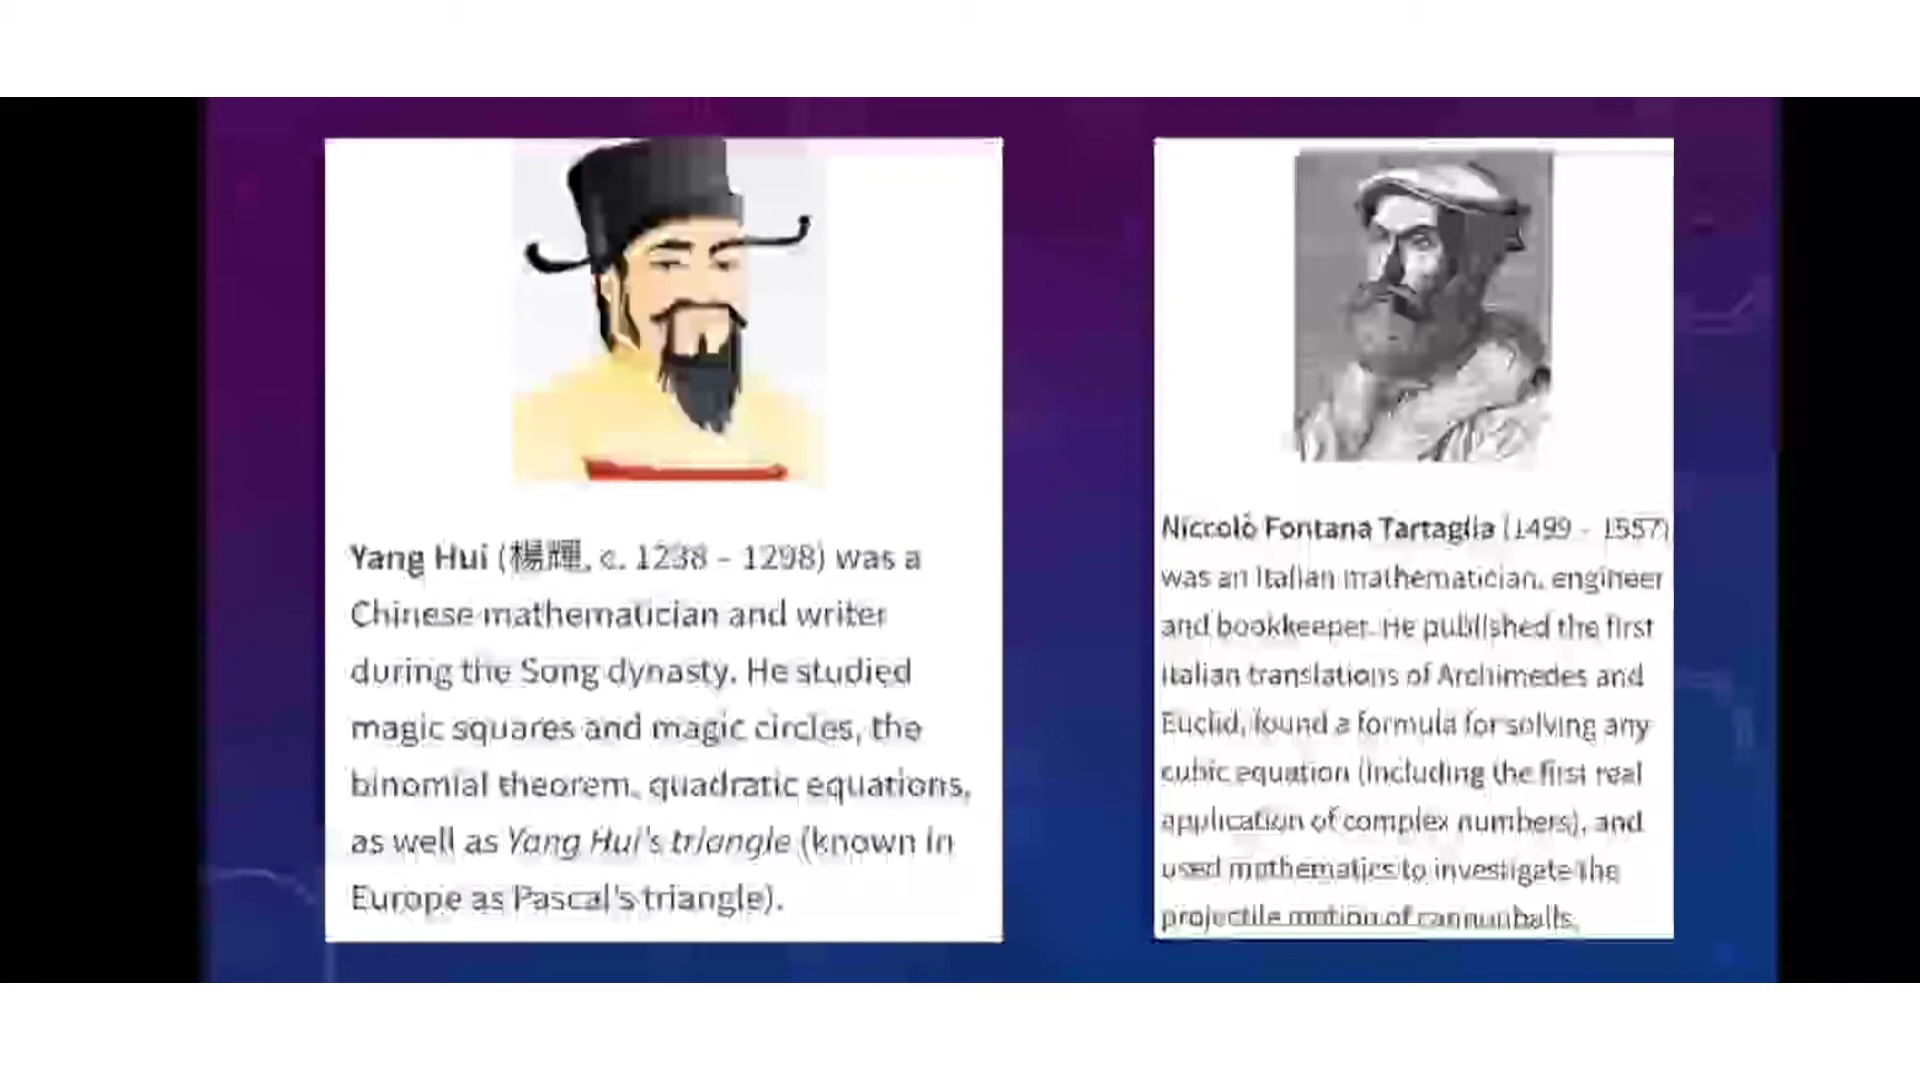 Yang Hui (楊輝, c. 1238 – 1298) was a
Chinese mathematician and writer
during the Song dynasty. He studied
magic squares and magic circles, the
binomial theorem, quadratic equations,
as well as Yang Hui's triangle (known in
Europe as Pascal's triangle).
Niccolò Fontana Tartaglia (1499 – 1557)
was an Italian mathematician, engineer
and bookkeeper. He published the first
Italian translations of Archimedes and
Euclid, found a formula for solving any
cubic equation (including the first real
application of complex numbers), and
used mathematics to investigate the
projectile motion of cannonballs.